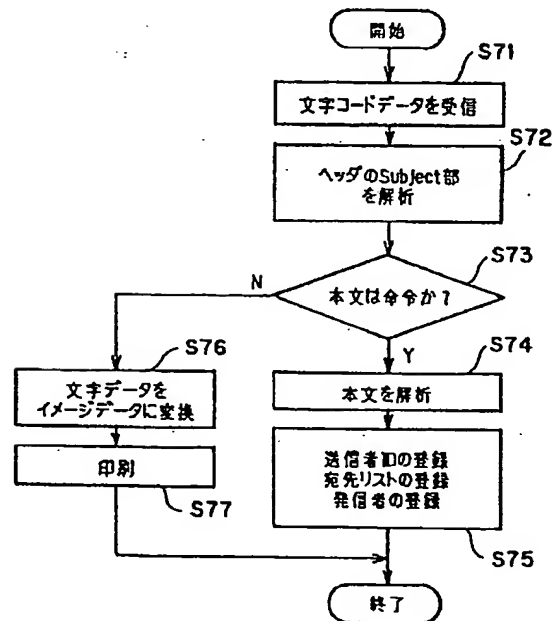 開始
S71
文字コードデータを受信
S72
ヘッダのSubject部
を解析
S73
本文は命令か?
N
Y
S74
本文を解析
S76
文字データを
イメージデータに変換
印刷
S77
送信者IDの登録
宛先リストの登録
発信者の登録
S75
終了